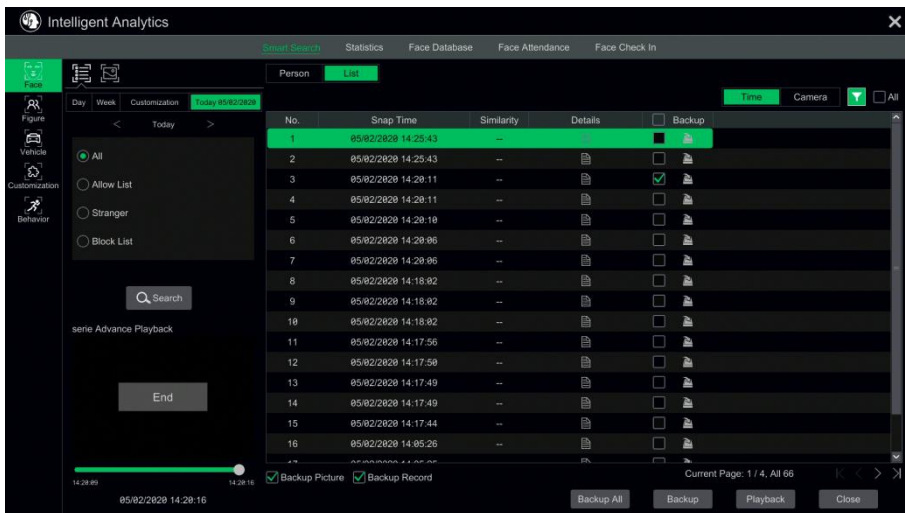 Intelligent Analytics
Smart Search Statistics Face Database Face Attendance Face Check In
Face
Figure
Vehicle
Customization
Behavior
Day Week Customization Today 05/02/2020
< Today >
All
Allow List
Stranger
Block List
Search
serie Advance Playback
End
14:20:09 14:20:16
05/02/2020 14:20:16
Person List
Time Camera All
No. Snap Time Similarity Details Backup
1 05/02/2020 14:25:43 --
2 05/02/2020 14:25:43 --
3 05/02/2020 14:20:11 --
4 05/02/2020 14:20:11 --
5 05/02/2020 14:20:10 --
6 05/02/2020 14:20:06 --
7 05/02/2020 14:20:06 --
8 05/02/2020 14:18:02 --
9 05/02/2020 14:18:02 --
10 05/02/2020 14:18:02 --
11 05/02/2020 14:17:56 --
12 05/02/2020 14:17:50 --
13 05/02/2020 14:17:49 --
14 05/02/2020 14:17:49 --
15 05/02/2020 14:17:44 --
16 05/02/2020 14:05:26 --
Backup Picture Backup Record
Current Page: 1 / 4, All 66
Backup All Backup Playback Close